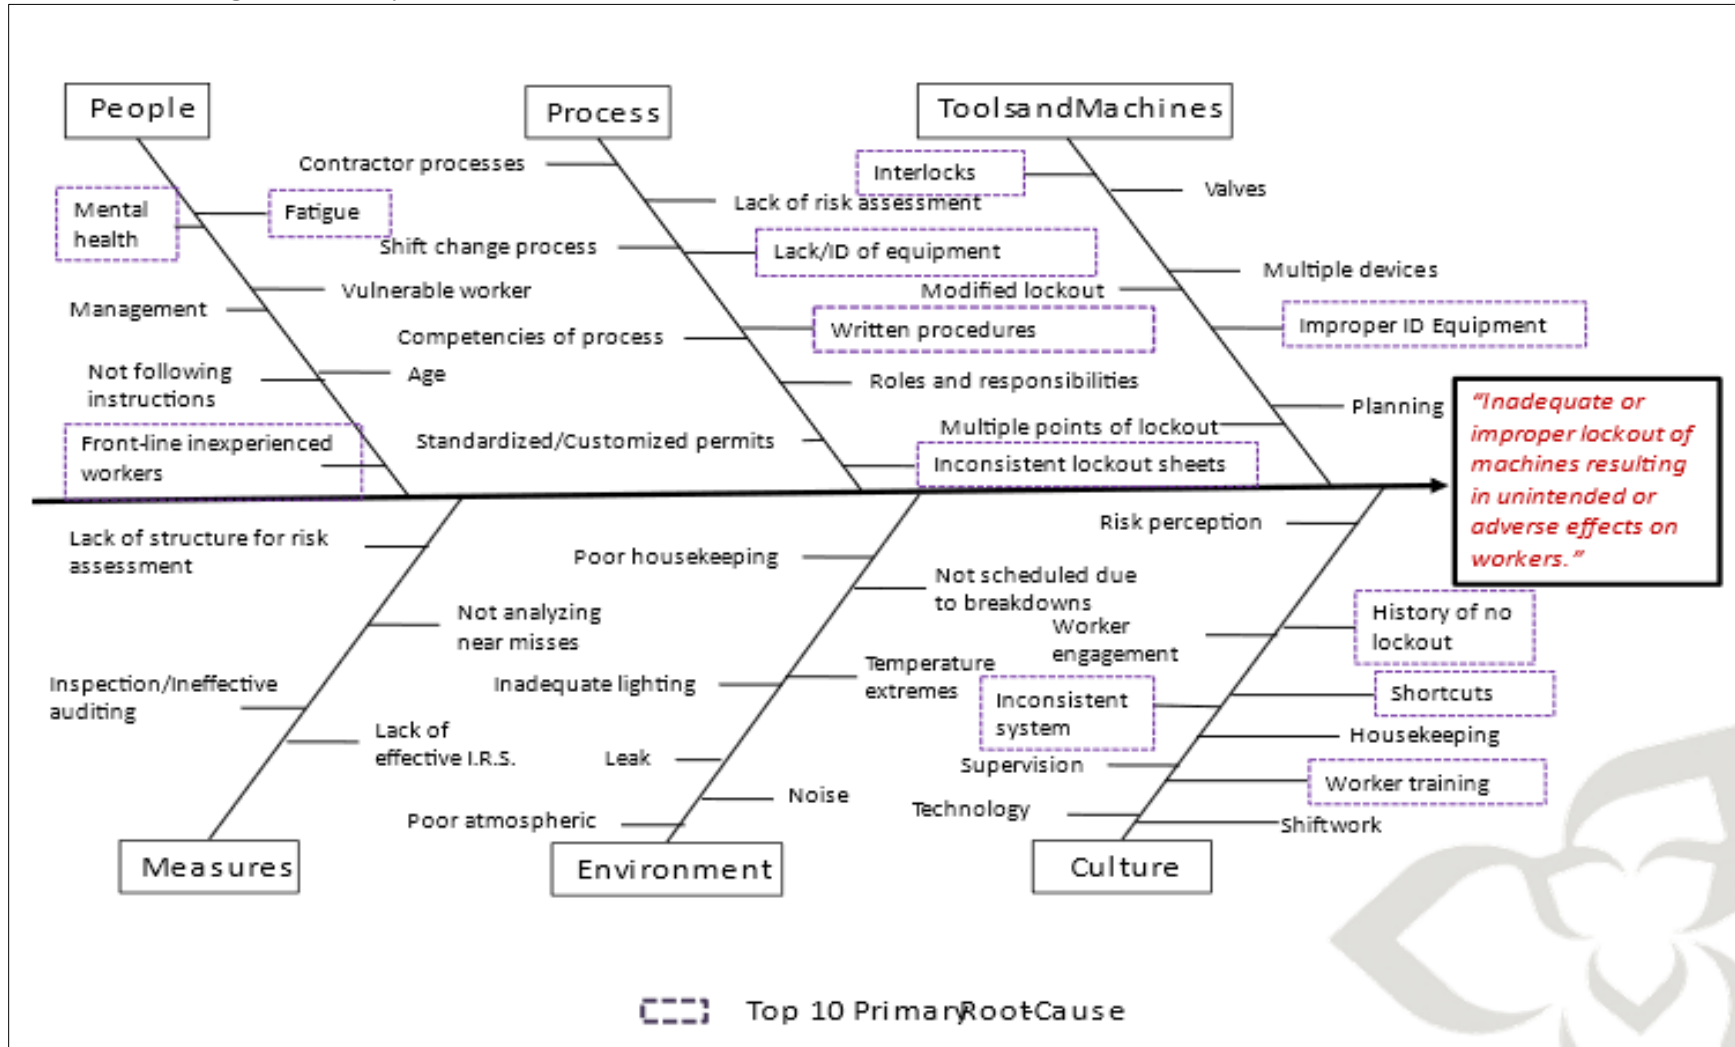 People
Process
ToolsandMachines
Contractor processes
Interlocks
Valves
Mental
health
Fatigue
Lack of risk assessment
Shift change process
Lack/ID of equipment
Multiple devices
Management
Vulnerable worker
Modified lockout
Competencies of process
Written procedures
Improper ID Equipment
Not following
instructions
Age
Roles and responsibilities
Planning
Front-line inexperienced
workers
Standardized/Customized permits
Multiple points of lockout
Inconsistent lockout sheets
“Inadequate or
improper lockout of
machines resulting
in unintended or
adverse effects on
workers.”
Lack of structure for risk
assessment
Poor housekeeping
Risk perception
Not analyzing
near misses
Not scheduled due
to breakdowns
Worker
engagement
History of no
lockout
Inspection/Ineffective
auditing
Inadequate lighting
Temperature
extremes
Inconsistent
system
Shortcuts
Lack of
effective I.R.S.
Leak
Supervision
Housekeeping
Noise
Worker training
Poor atmospheric
Technology
Shiftwork
Measures
Environment
Culture
Top 10 PrimaryRoot-Cause